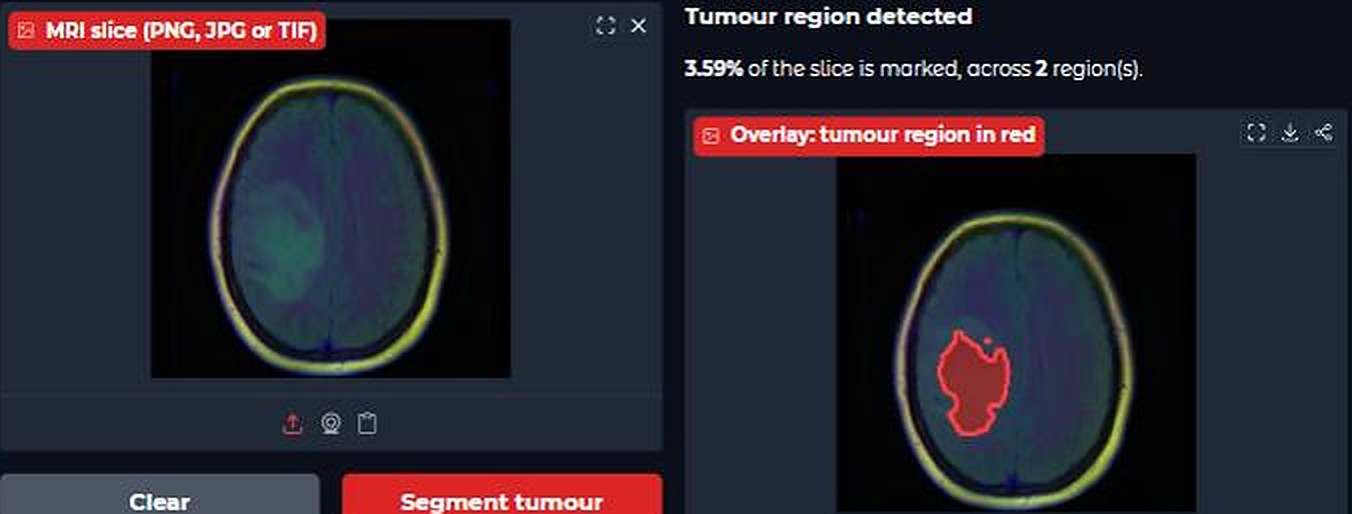 MRI slice (PNG, JPG or TIF)
Clear
Segment tumour
Tumour region detected
3.59% of the slice is marked, across 2 region(s).
Overlay: tumour region in red